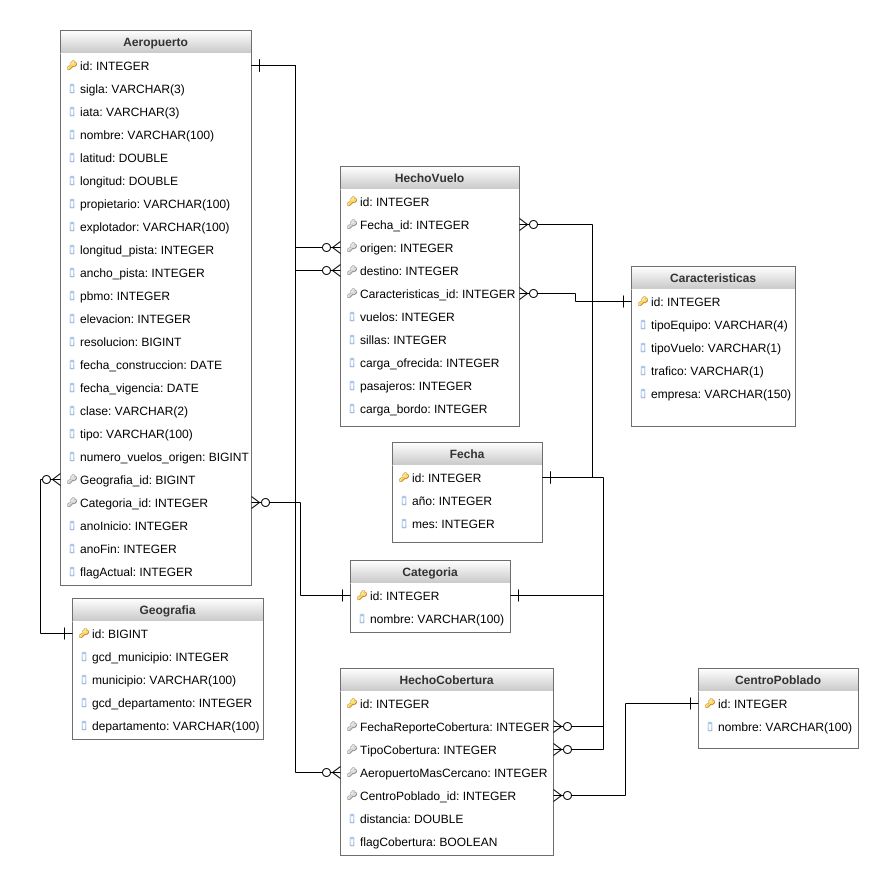 Aeropuerto
id: INTEGER
sigla: VARCHAR(3)
iata: VARCHAR(3)
nombre: VARCHAR(100)
latitud: DOUBLE
longitud: DOUBLE
propietario: VARCHAR(100)
explotador: VARCHAR(100)
longitud_pista: INTEGER
ancho_pista: INTEGER
pbmo: INTEGER
elevacion: INTEGER
resolucion: BIGINT
fecha_construccion: DATE
fecha_vigencia: DATE
clase: VARCHAR(2)
tipo: VARCHAR(100)
numero_vuelos_origen: BIGINT
Geografia_id: BIGINT
Categoria_id: INTEGER
anoInicio: INTEGER
anoFin: INTEGER
flagActual: INTEGER
HechoVuelo
id: INTEGER
Fecha_id: INTEGER
origen: INTEGER
destino: INTEGER
Caracteristicas_id: INTEGER
vuelos: INTEGER
sillas: INTEGER
carga_ofrecida: INTEGER
pasajeros: INTEGER
carga_bordo: INTEGER
Caracteristicas
id: INTEGER
tipoEquipo: VARCHAR(4)
tipoVuelo: VARCHAR(1)
trafico: VARCHAR(1)
empresa: VARCHAR(150)
Fecha
id: INTEGER
año: INTEGER
mes: INTEGER
Categoria
id: INTEGER
nombre: VARCHAR(100)
Geografia
id: BIGINT
gcd_municipio: INTEGER
municipio: VARCHAR(100)
gcd_departamento: INTEGER
departamento: VARCHAR(100)
HechoCobertura
id: INTEGER
FechaReporteCobertura: INTEGER
TipoCobertura: INTEGER
AeropuertoMasCercano: INTEGER
CentroPoblado_id: INTEGER
distancia: DOUBLE
flagCobertura: BOOLEAN
CentroPoblado
id: INTEGER
nombre: VARCHAR(100)